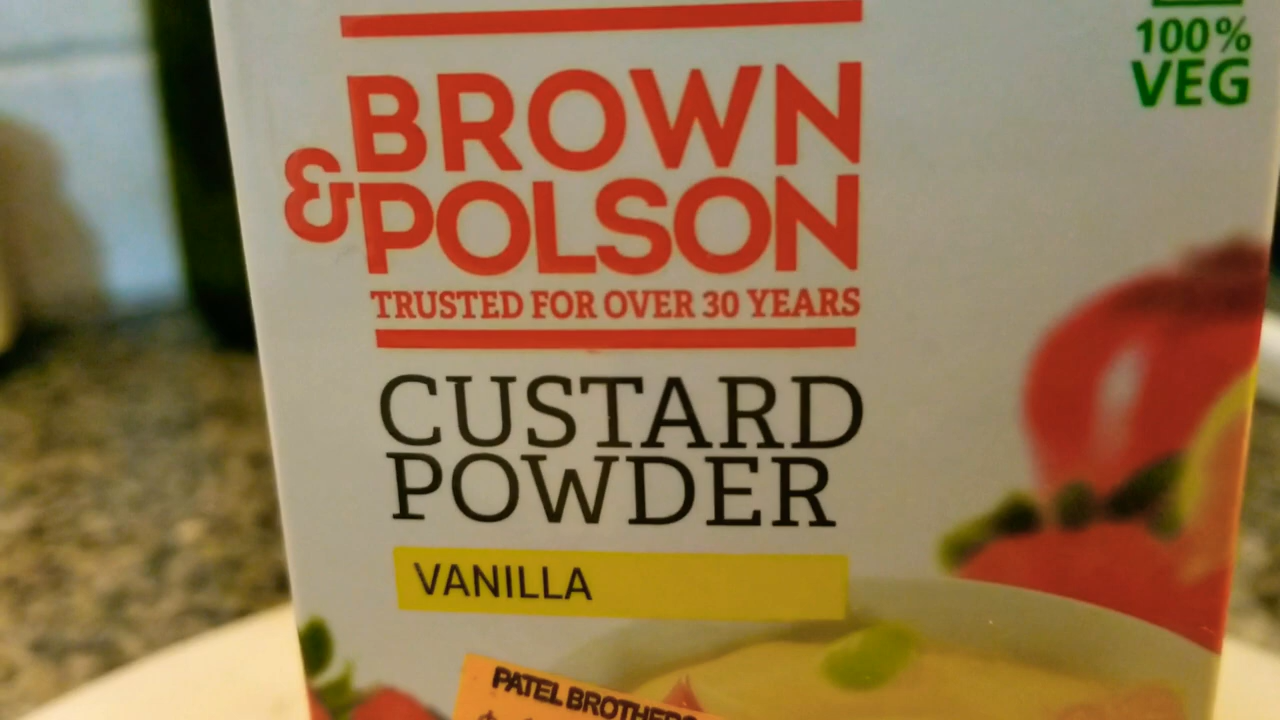 100%
VEG
BROWN
& POLSON
TRUSTED FOR OVER 30 YEARS
CUSTARD
POWDER
VANILLA
PATEL BROTHERS